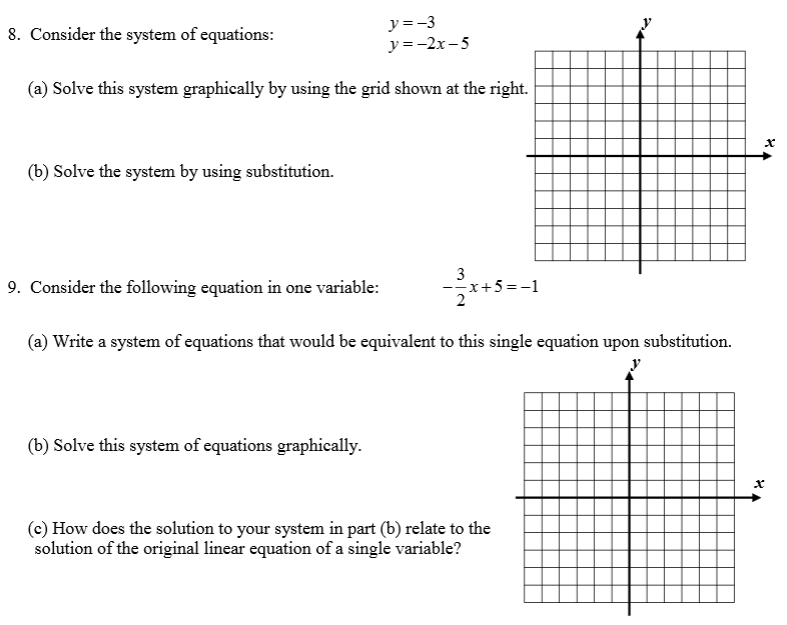 8. Consider the system of equations: y = −3
y = −2x − 5
y
(a) Solve this system graphically by using the grid shown at the right.
x
(b) Solve the system by using substitution.
9. Consider the following equation in one variable: −3/2 x + 5 = −1
(a) Write a system of equations that would be equivalent to this single equation upon substitution.
y
(b) Solve this system of equations graphically.
x
(c) How does the solution to your system in part (b) relate to the
solution of the original linear equation of a single variable?